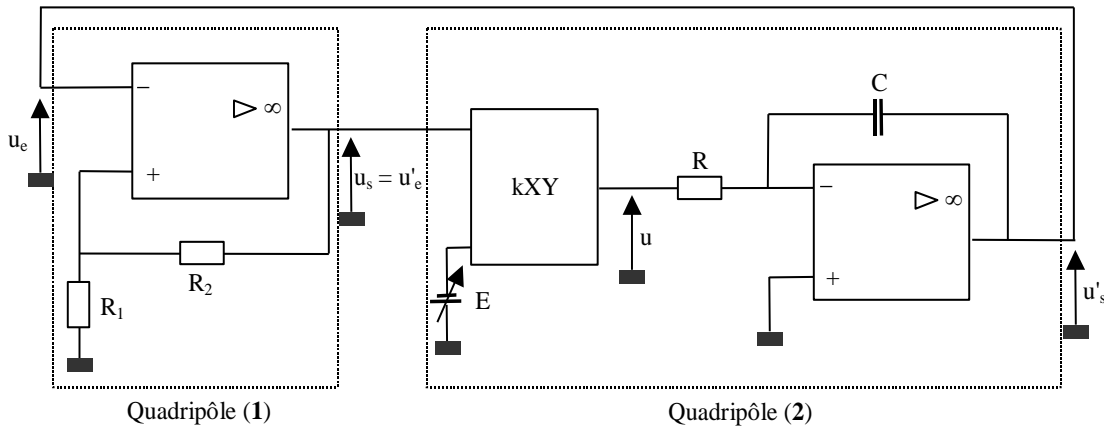 − ▷ ∞
+
u_e
R_1
R_2
u_s = u'_e
kXY
E
u
R
C
− ▷ ∞
+
u'_s
Quadripôle (1)
Quadripôle (2)